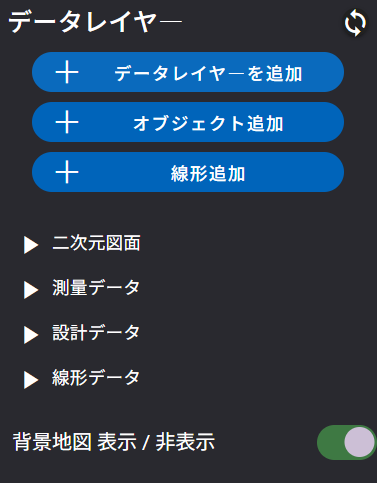 データレイヤー
データレイヤーを追加
オブジェクト追加
線形追加
二次元図面
測量データ
設計データ
線形データ
背景地図 表示 / 非表示